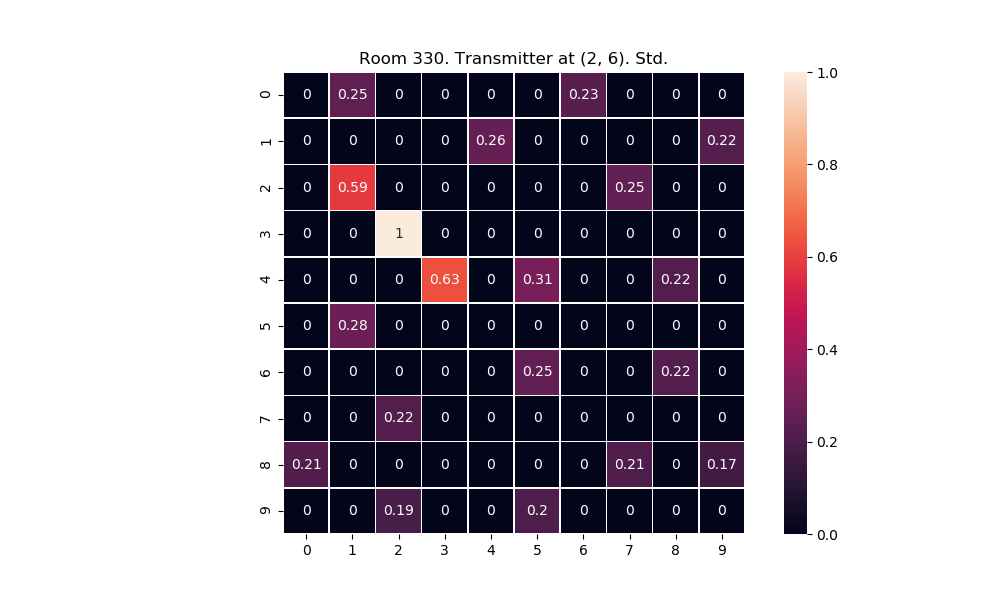 Room 330. Transmitter at (2, 6). Std.
0 0 0.25 0 0 0 0 0.23 0 0 0
1 0 0 0 0 0.26 0 0 0 0 0.22
2 0 0.59 0 0 0 0 0 0.25 0 0
3 0 0 1 0 0 0 0 0 0 0
4 0 0 0 0.63 0 0.31 0 0 0.22 0
5 0 0.28 0 0 0 0 0 0 0 0
6 0 0 0 0 0 0.25 0 0 0.22 0
7 0 0 0.22 0 0 0 0 0 0 0
8 0.21 0 0 0 0 0 0 0.21 0 0.17
9 0 0 0.19 0 0 0.2 0 0 0 0
0 1 2 3 4 5 6 7 8 9
1.0
0.8
0.6
0.4
0.2
0.0